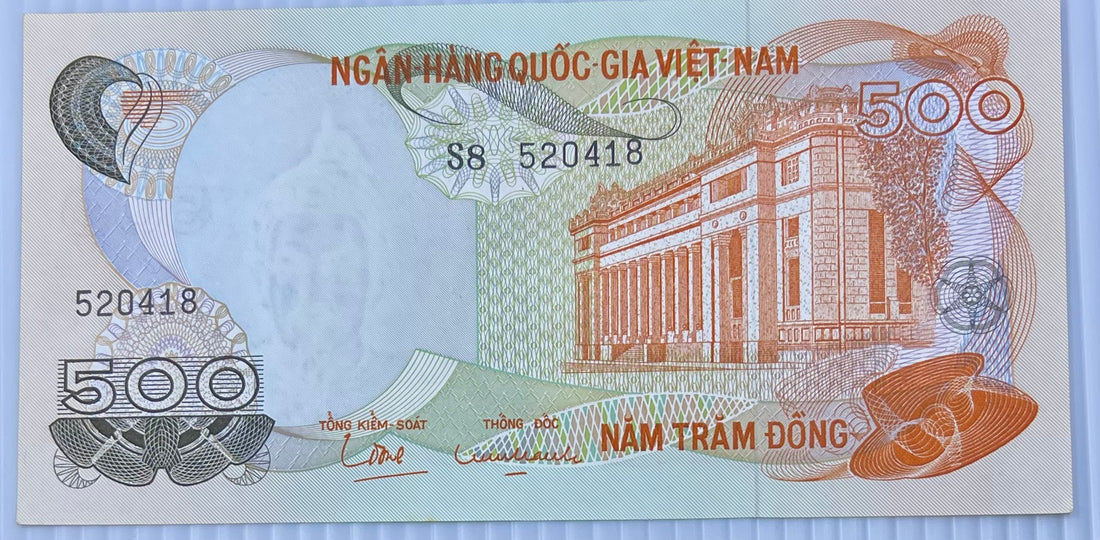 NGÂN-HÀNG QUỐC-GIA VIỆT-NAM
500
S8 520418
520418
500
TỔNG KIỂM-SOÁT
THỐNG ĐỐC
NĂM TRĂM ĐỒNG